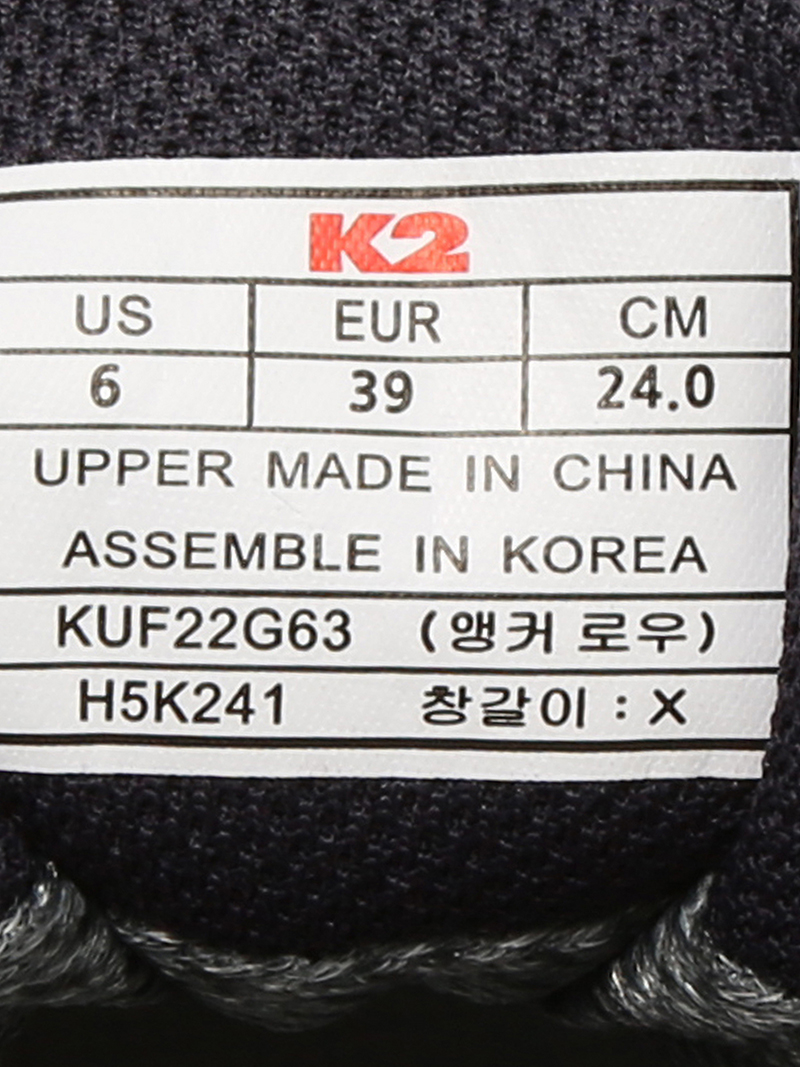 K2
US EUR CM
6 39 24.0
UPPER MADE IN CHINA
ASSEMBLE IN KOREA
KUF22G63 (앵커 로우)
H5K241 창갈이 : X